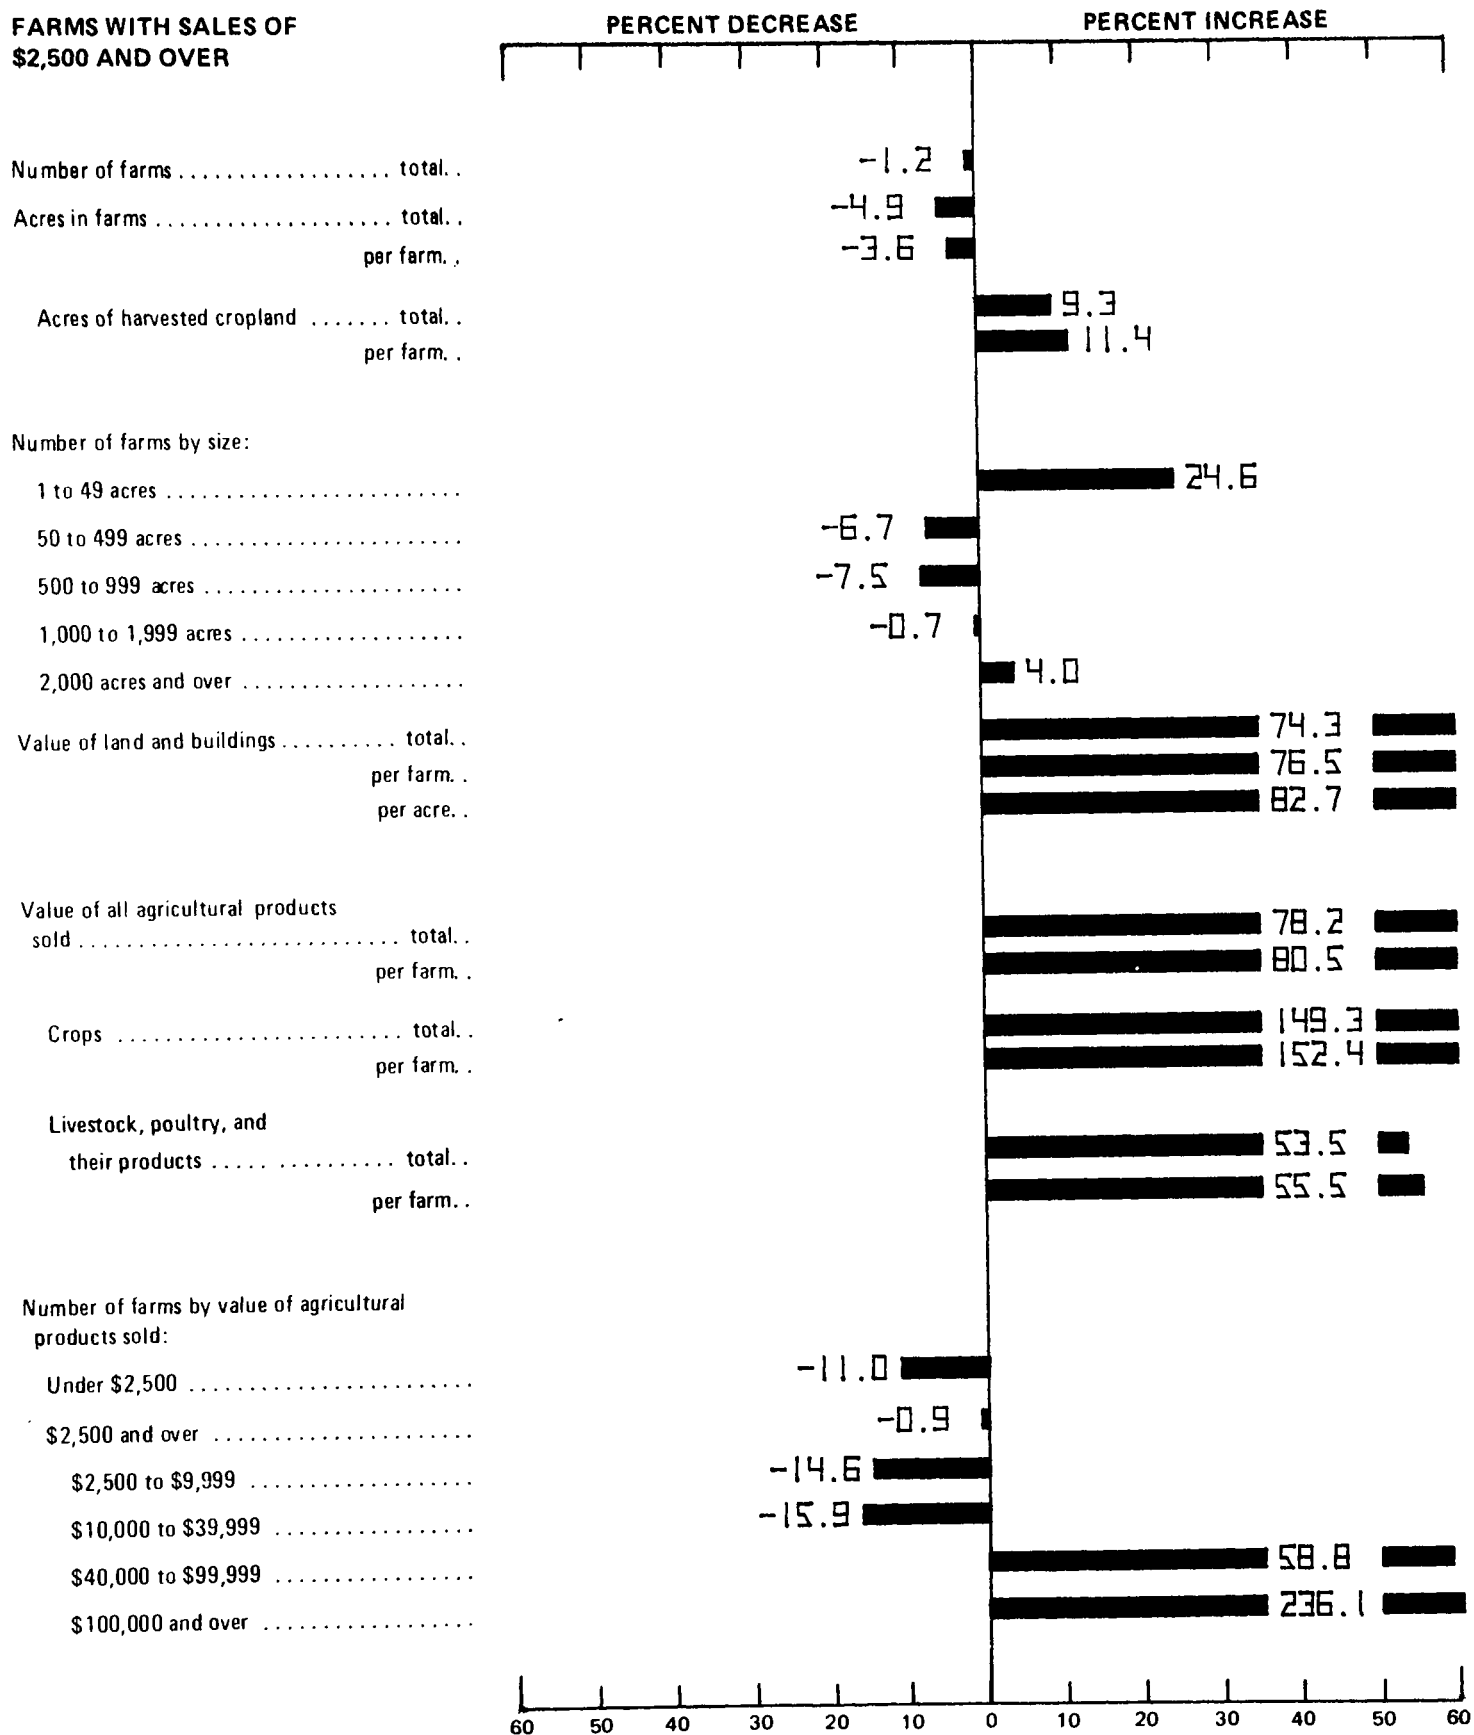 FARMS WITH SALES OF
$2,500 AND OVER
PERCENT DECREASE PERCENT INCREASE
Number of farms .................. total. . -1.2
Acres in farms .................... total. . -4.9
per farm. . -3.6
Acres of harvested cropland ....... total. . 9.3
per farm. . 11.4
Number of farms by size:
1 to 49 acres ......................... 24.6
50 to 499 acres ....................... -6.7
500 to 999 acres ...................... -7.5
1,000 to 1,999 acres ................... -0.7
2,000 acres and over ................... 4.0
Value of land and buildings .......... total. . 74.3
per farm. . 76.5
per acre. . 82.7
Value of all agricultural products
sold ........................... total. . 78.2
per farm. . 80.5
Crops ........................ total. . 149.3
per farm. . 152.4
Livestock, poultry, and
their products ..... .......... total. . 53.5
per farm. . 55.5
Number of farms by value of agricultural
products sold:
Under $2,500 ........................ -11.0
$2,500 and over ...................... -0.9
$2,500 to $9,999 ................... -14.6
$10,000 to $39,999 ................. -15.9
$40,000 to $99,999 ................. 58.8
$100,000 and over .................. 236.1
60 50 40 30 20 10 0 10 20 30 40 50 60